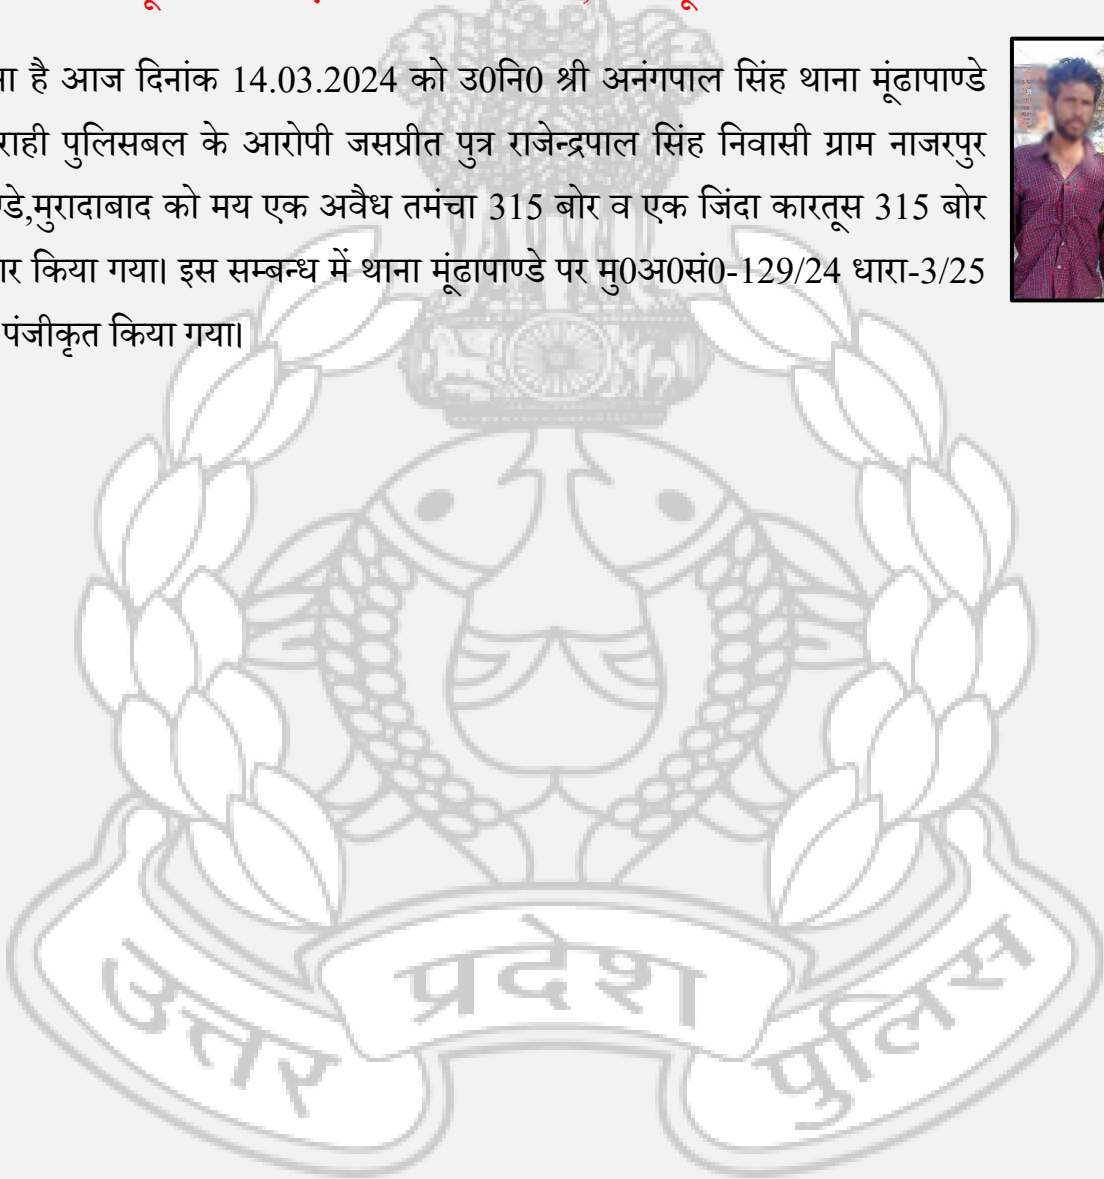 है आज दिनांक 14.03.2024 को उ0नि0 श्री अनंगपाल सिंह थाना मूंढापाण्डे
पुलिसबल के आरोपी जसप्रीत पुत्र राजेन्द्रपाल सिंह निवासी ग्राम नाजरपुर
मुरादाबाद को मय एक अवैध तमंचा 315 बोर व एक जिंदा कारतूस 315 बोर
किया गया। इस सम्बन्ध में थाना मूंढापाण्डे पर मु0अ0सं0-129/24 धारा-3/25
पंजीकृत किया गया।
उत्तर प्रदेश पुलिस